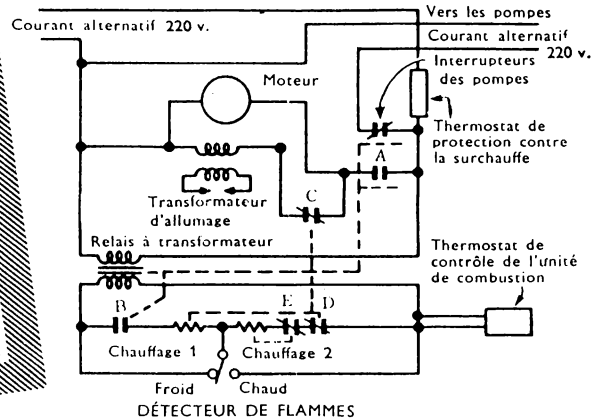 Vers les pompes
Courant alternatif 220 v.
Courant alternatif
220 v.
Interrupteurs
des pompes
Moteur
Thermostat de
protection contre
la surchauffe
A
C
Transformateur
d'allumage
Relais à transformateur
Thermostat de
contrôle de l'unité
de combustion
B
E
D
Chauffage 1
Chauffage 2
Froid
Chaud
DÉTECTEUR DE FLAMMES